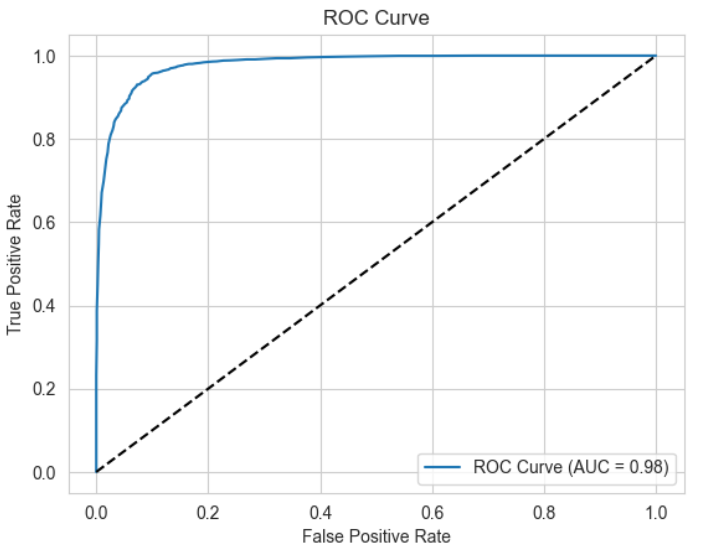 ROC Curve
True Positive Rate
1.0
0.8
0.6
0.4
0.2
0.0
ROC Curve (AUC = 0.98)
0.0 0.2 0.4 0.6 0.8 1.0
False Positive Rate